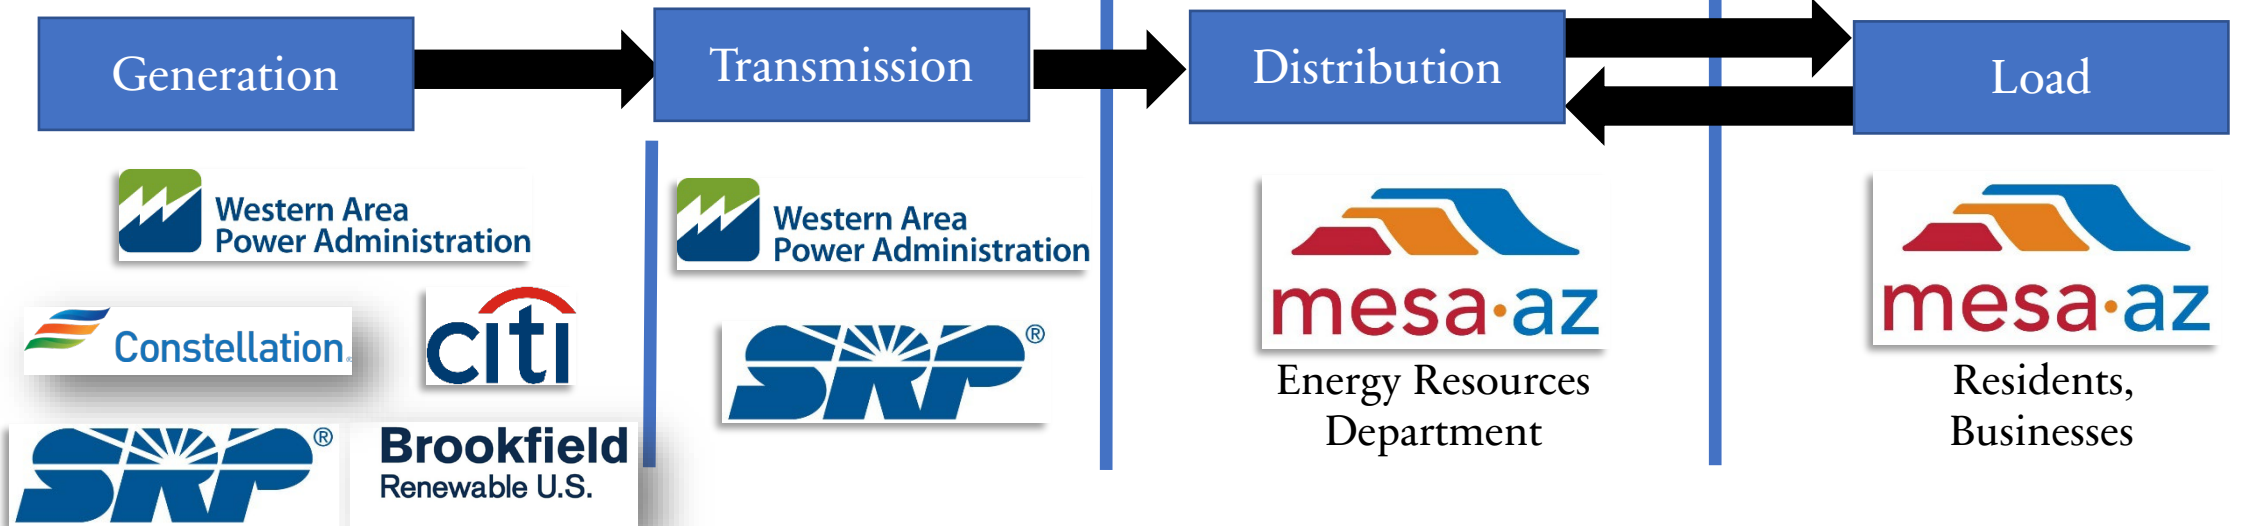 Generation
Transmission
Distribution
Load
Western Area
Power Administration
Constellation®
citi
SRP®
Brookfield
Renewable U.S.
Western Area
Power Administration
SRP®
mesa·az
Energy Resources
Department
mesa·az
Residents,
Businesses